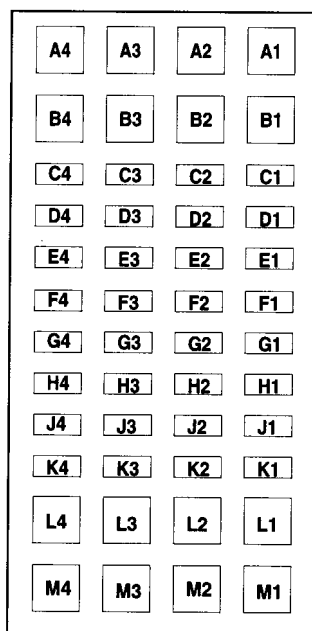 A4 A3 A2 A1
B4 B3 B2 B1
C4 C3 C2 C1
D4 D3 D2 D1
E4 E3 E2 E1
F4 F3 F2 F1
G4 G3 G2 G1
H4 H3 H2 H1
J4 J3 J2 J1
K4 K3 K2 K1
L4 L3 L2 L1
M4 M3 M2 M1